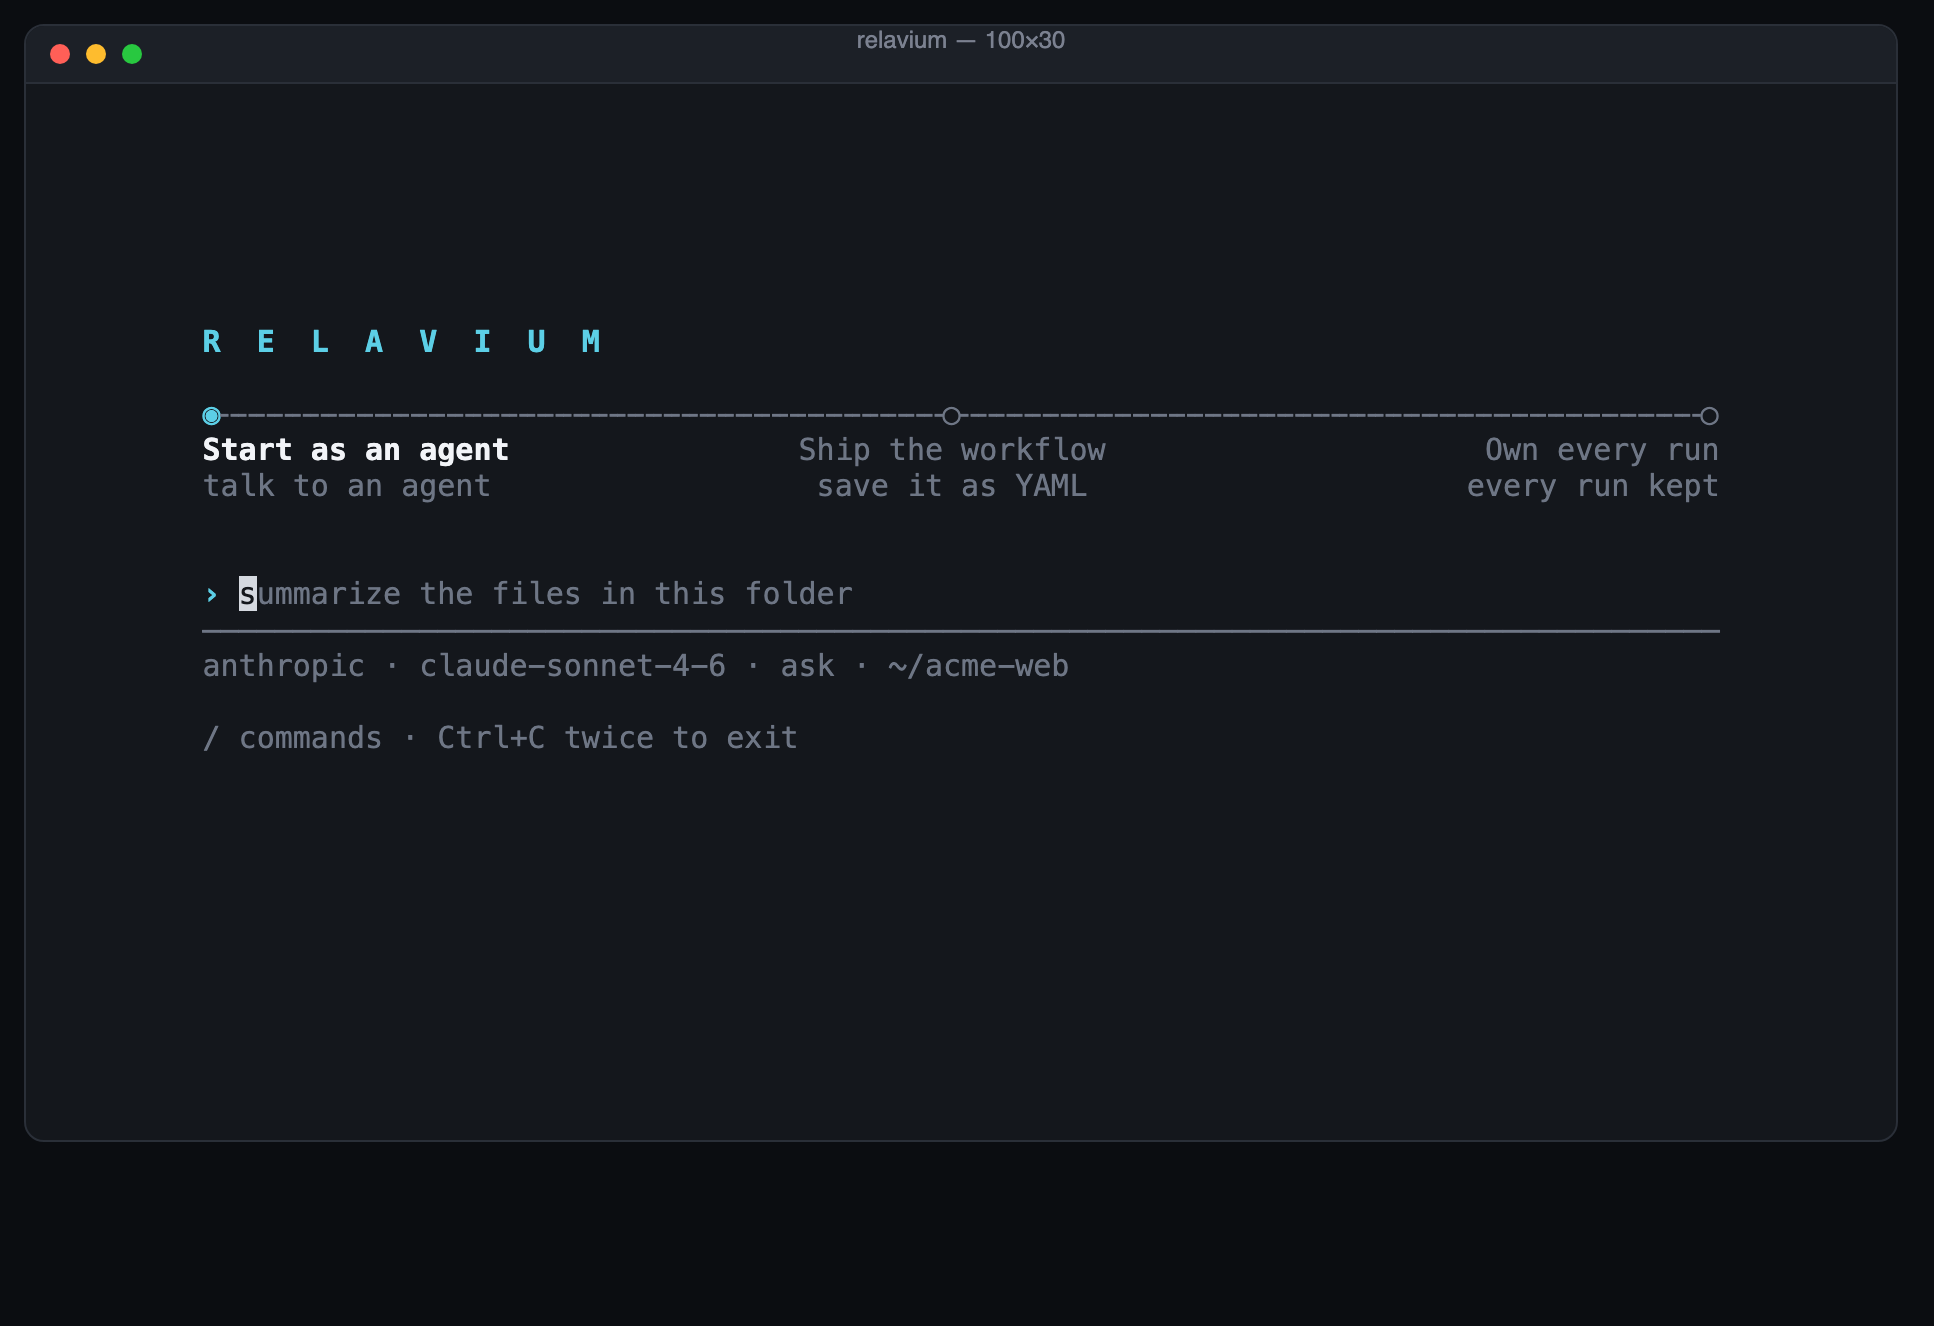 relavium — 100×30
R E L A V I U M
Start as an agent Ship the workflow Own every run
talk to an agent save it as YAML every run kept
› summarize the files in this folder
anthropic · claude-sonnet-4-6 · ask · ~/acme-web
/ commands · Ctrl+C twice to exit